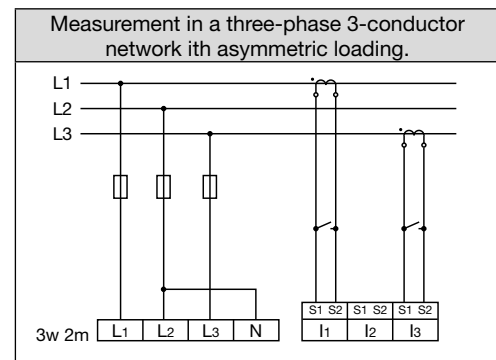 Measurement in a three-phase 3-conductor
network ith asymmetric loading.
L1
L2
L3
S1 S2 S1 S2 S1 S2
3w 2m L1 L2 L3 N I1 I2 I3